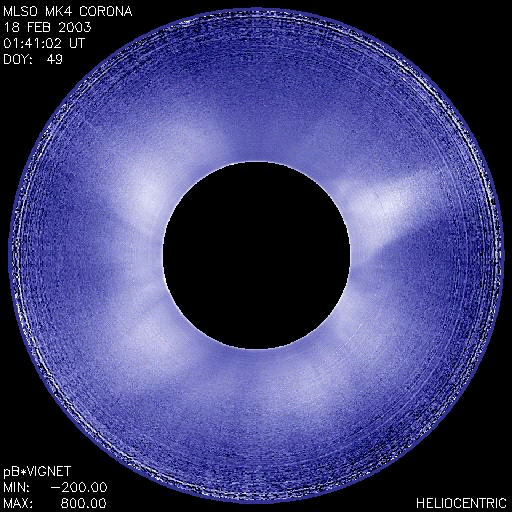 MLSO MK4 CORONA
18 FEB 2003
01:41:02 UT
DOY:  49
pB*VIGNET
MIN:  -200.00
MAX:  800.00
HELIOCENTRIC